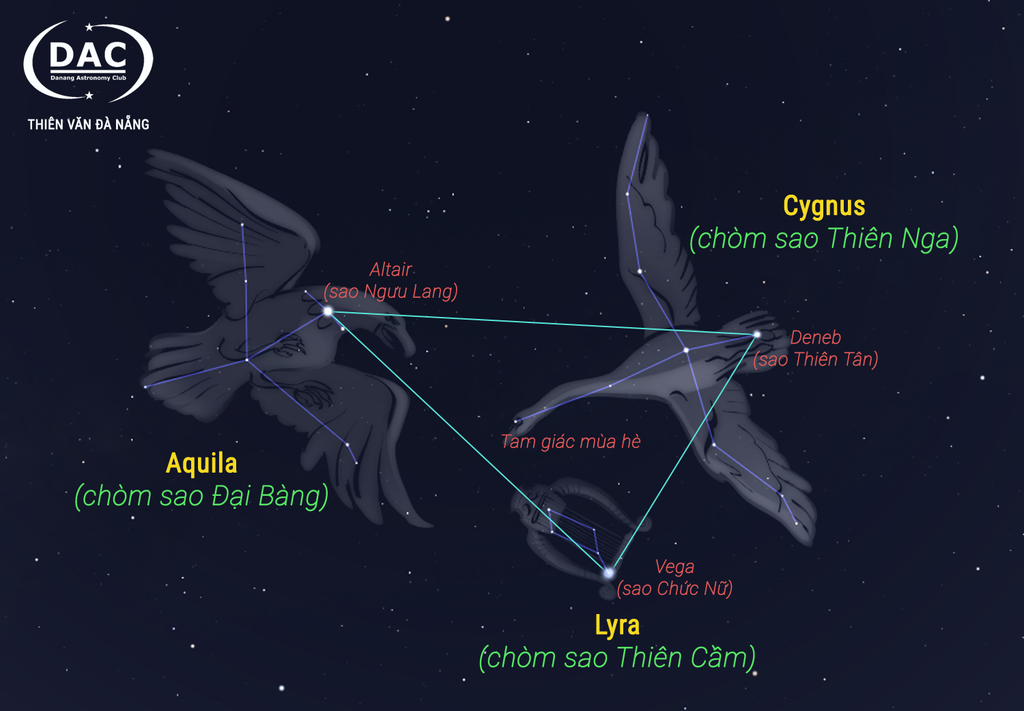 DAC
Danang Astronomy Club
THIÊN VĂN ĐÀ NẴNG
Cygnus
(chòm sao Thiên Nga)
Altair
(sao Ngưu Lang)
Deneb
(sao Thiên Tân)
Tam giác mùa hè
Aquila
(chòm sao Đại Bàng)
Vega
(sao Chức Nữ)
Lyra
(chòm sao Thiên Cầm)